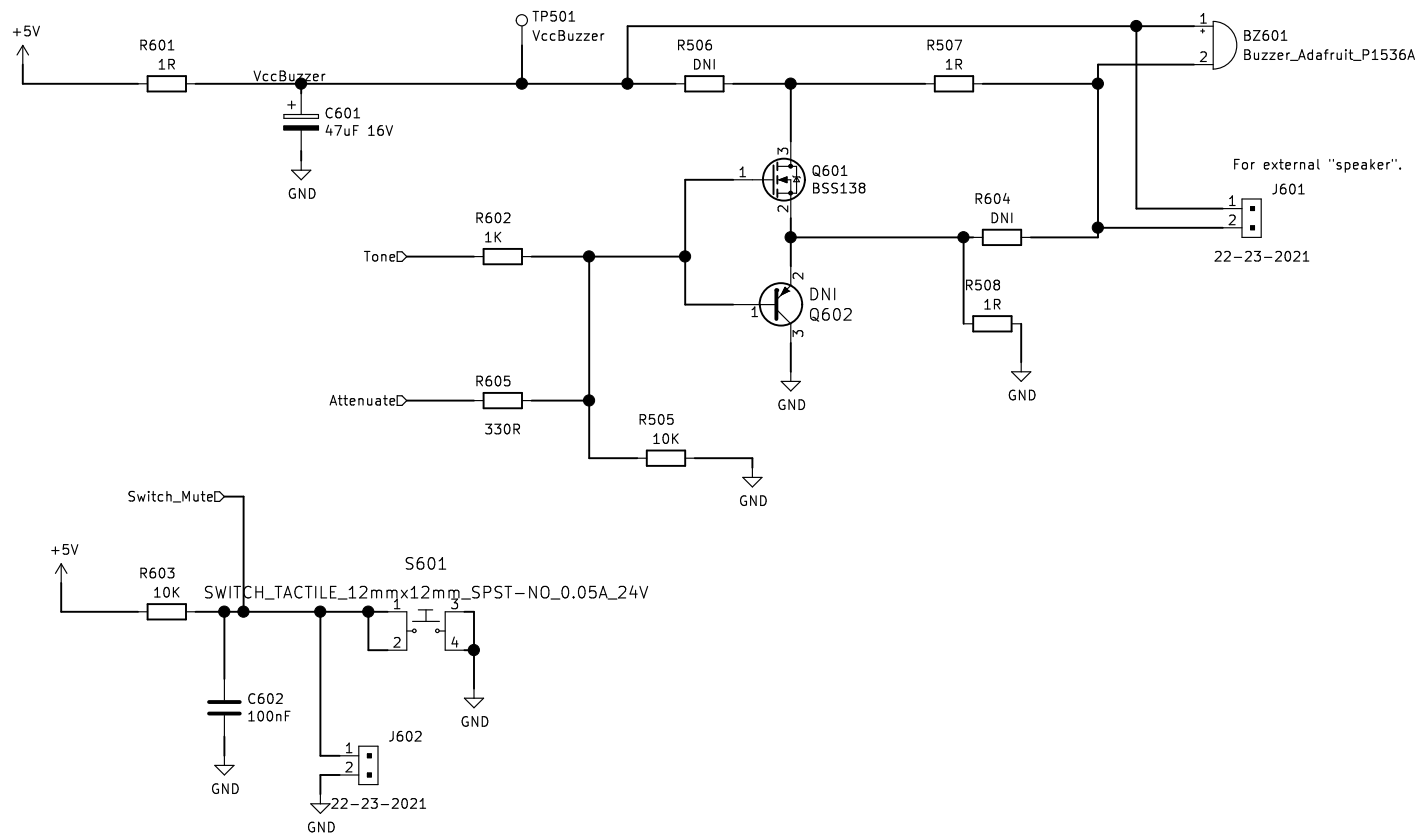 +5V
R601
1R
VccBuzzer
+
C601
47uF 16V
GND
TP501
VccBuzzer
R506
DNI
R507
1R
1
+
2
BZ601
Buzzer_Adafruit_P1536A
3
1
2
Q601
BSS138
For external "speaker".
J601
1
2
22-23-2021
R602
1K
Tone
R604
DNI
R508
1R
GND
2
1
3
DNI
Q602
GND
R605
Attenuate
330R
R505
10K
GND
Switch_Mute
+5V
R603
10K
S601
SWITCH_TACTILE_12mmx12mm_SPST-NO_0.05A_24V
1
2
3
4
GND
C602
100nF
GND
J602
1
2
22-23-2021
GND